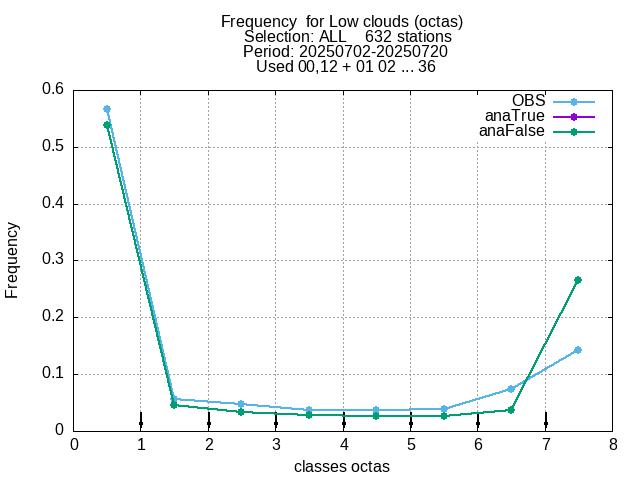 Frequency  for Low clouds (octas)
Selection: ALL    632 stations
Period: 20250702-20250720
Used 00,12 + 01 02 ... 36
OBS
anaTrue
anaFalse
0.6
0.5
0.4
0.3
0.2
0.1
0
Frequency
0 1 2 3 4 5 6 7 8
classes octas